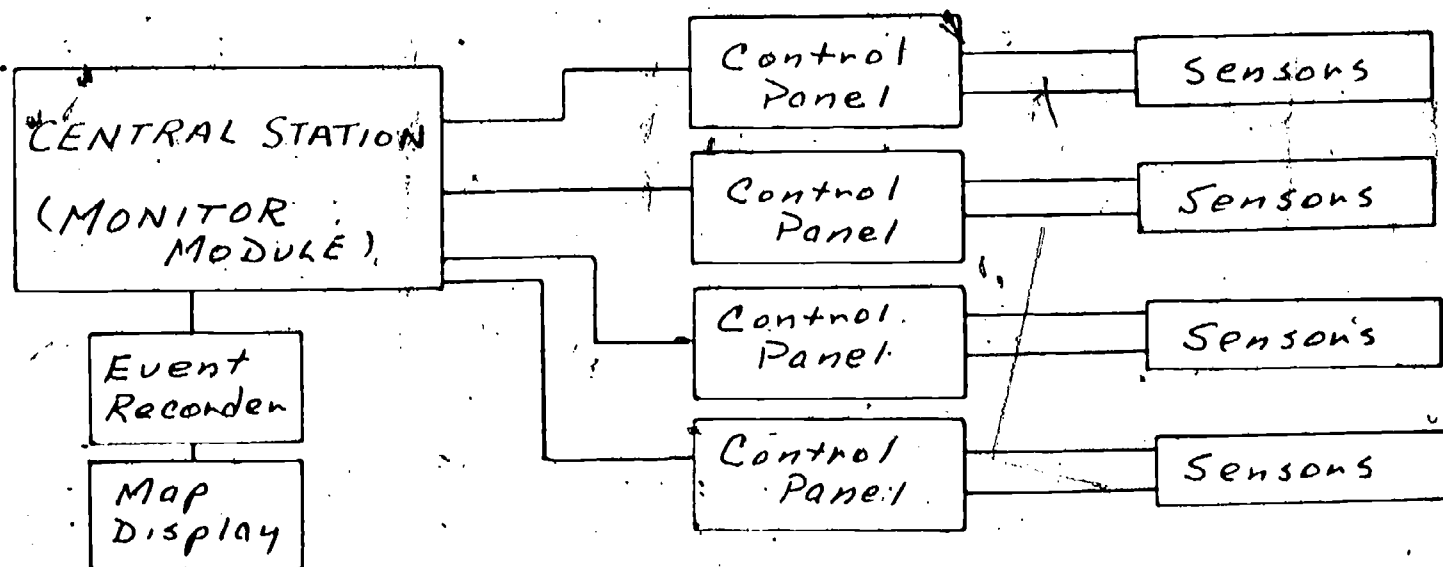 CENTRAL STATION
(MONITOR
MODULE)
Event
Recorder
Map
Display
Control
Panel
Sensors
Control
Panel
Sensors
Control
Panel
Sensors
Control
Panel
Sensors